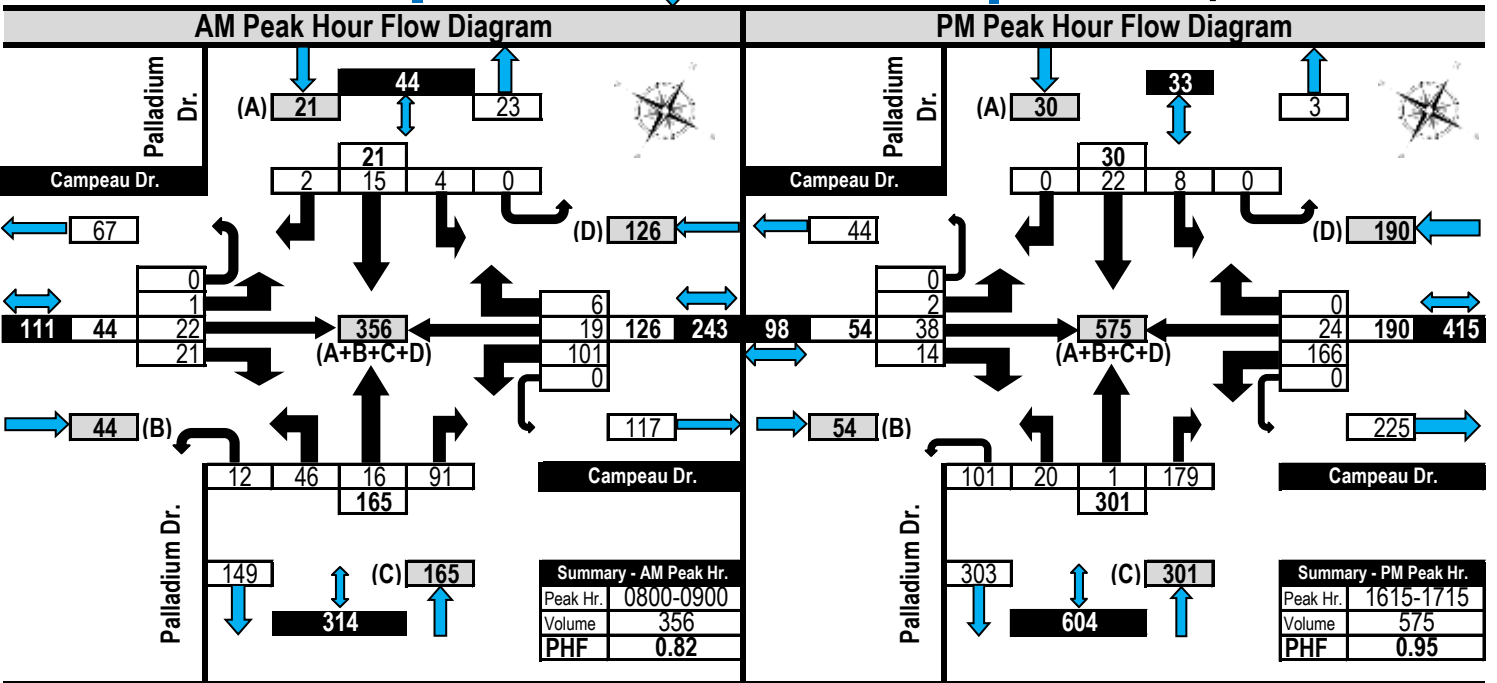 AM Peak Hour Flow Diagram
Palladium Dr.
(A) 21 44 23
Campeau Dr.
21
2 15 4 0
67
(D) 126
0
1
111 44 22
21
356
(A+B+C+D)
6
19 126 243
101
0
44 (B)
117
12 46 16 91
165
Campeau Dr.
Palladium Dr.
149
(C) 165
314
Summary - AM Peak Hr.
Peak Hr. 0800-0900
Volume 356
PHF 0.82
PM Peak Hour Flow Diagram
Palladium Dr.
(A) 30 33 3
Campeau Dr.
30
0 22 8 0
44
(D) 190
0
2
98 54 38
14
575
(A+B+C+D)
0
24 190 415
166
0
54 (B)
225
101 20 1 179
301
Campeau Dr.
Palladium Dr.
303
(C) 301
604
Summary - PM Peak Hr.
Peak Hr. 1615-1715
Volume 575
PHF 0.95